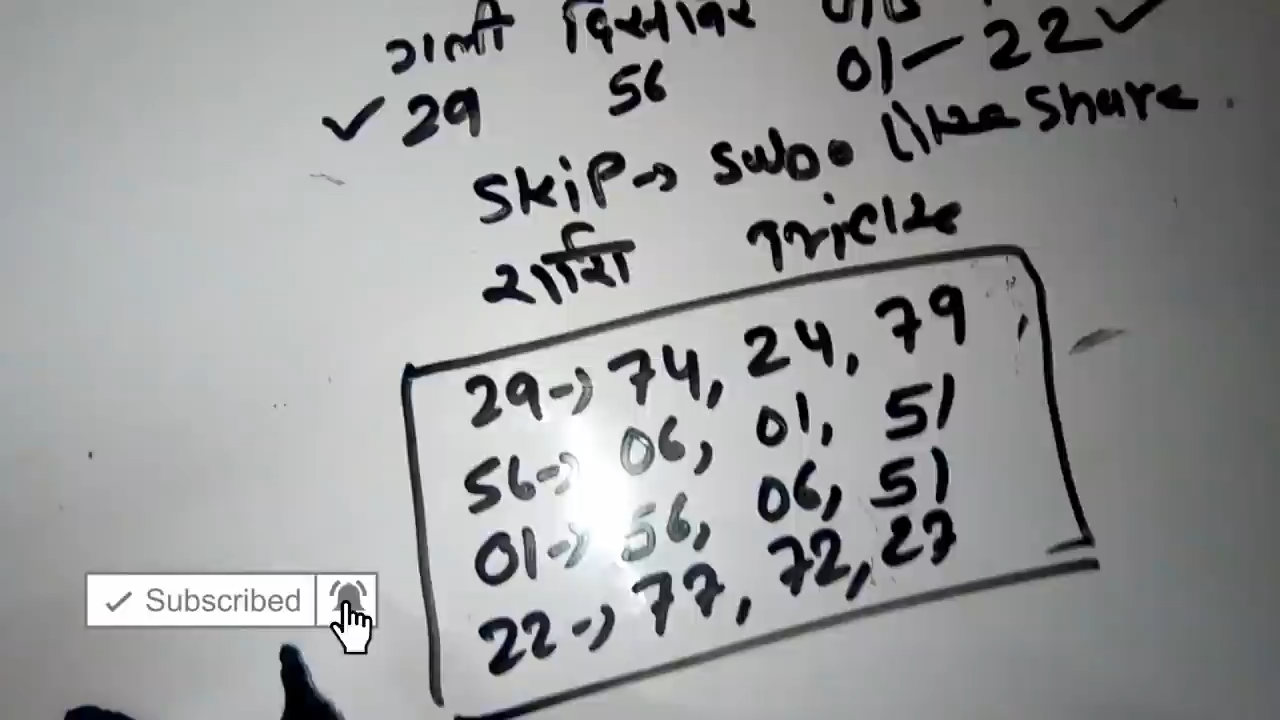 गली दिसावर
✓ 29 56 01 — 22 ✓
SKIP → Sub. like share.
राशि
29 → 74, 24, 79
56 → 06, 01, 51
01 → 56, 06, 51
22 → 77, 72, 27
✓ Subscribed